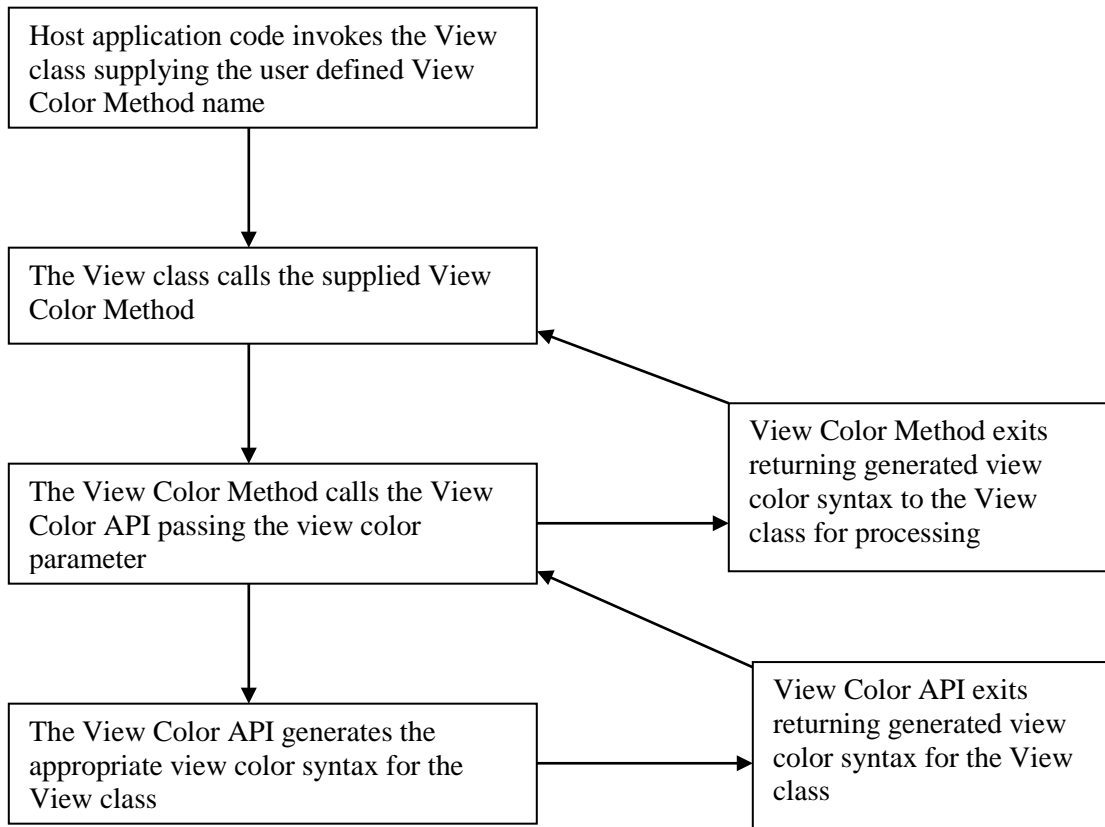 Host application code invokes the View
class supplying the user defined View
Color Method name
The View class calls the supplied View
Color Method
View Color Method exits
returning generated view
color syntax to the View
class for processing
The View Color Method calls the View
Color API passing the view color
parameter
View Color API exits
returning generated view
color syntax for the View
class
The View Color API generates the
appropriate view color syntax for the
View class